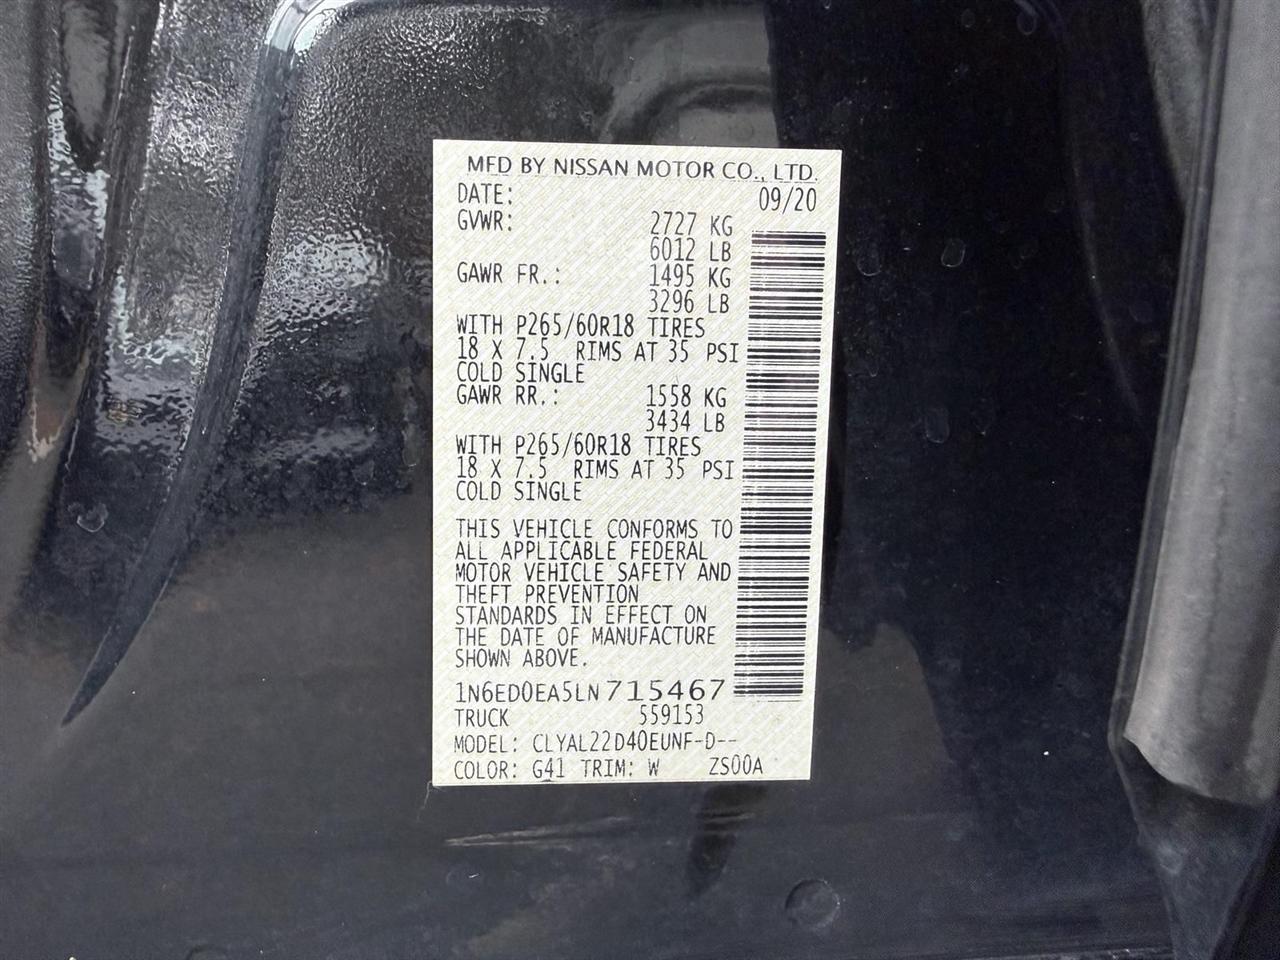 MFD BY NISSAN MOTOR CO., LTD.
DATE: 09/20
GVWR: 2727 KG
6012 LB
GAWR FR.: 1495 KG
3296 LB
WITH P265/60R18 TIRES
18 X 7.5 RIMS AT 35 PSI
COLD SINGLE
GAWR RR.: 1558 KG
3434 LB
WITH P265/60R18 TIRES
18 X 7.5 RIMS AT 35 PSI
COLD SINGLE
THIS VEHICLE CONFORMS TO
ALL APPLICABLE FEDERAL
MOTOR VEHICLE SAFETY AND
THEFT PREVENTION
STANDARDS IN EFFECT ON
THE DATE OF MANUFACTURE
SHOWN ABOVE.
1N6ED0EA5LN715467
TRUCK 559153
MODEL: CLYAL22D40EUNF-D--
COLOR: G41 TRIM: W ZS00A